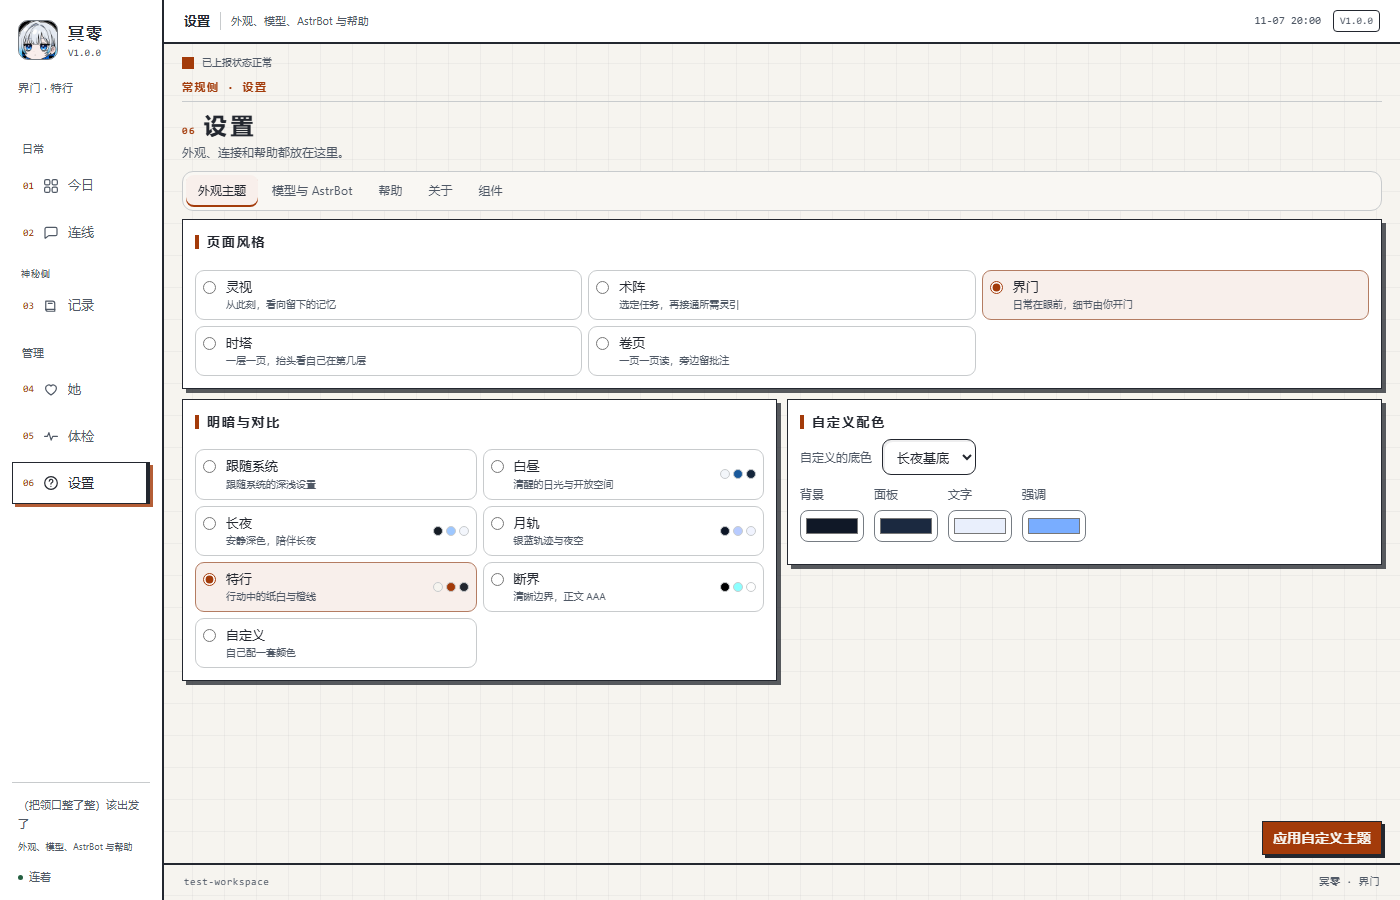 冥零
V1.0.0
界门 · 特行
日常
01 今日
02 连线
神秘侧
03 记录
管理
04 她
05 体检
06 设置
（把领口整了整）该出发
了
外观、模型、AstrBot 与帮助
连着
设置
外观、模型、AstrBot 与帮助
11-07 20:00
V1.0.0
已上报状态正常
常规侧 · 设置
06 设置
外观、连接和帮助都放在这里。
外观主题 模型与 AstrBot 帮助 关于 组件
页面风格
灵视
从此刻，看向留下的记忆
术阵
选定任务，再接通所需灵引
界门
日常在眼前，细节由你开门
时塔
一层一页，抬头看自己在第几层
卷页
一页一页读，旁边留批注
明暗与对比
跟随系统
跟随系统的深浅设置
白昼
清醒的日光与开放空间
长夜
安静深色，陪伴长夜
月轨
银蓝轨迹与夜空
特行
行动中的纸白与橙线
断界
清晰边界，正文 AAA
自定义
自己配一套颜色
自定义配色
自定义的底色 长夜基底
背景 面板 文字 强调
应用自定义主题
test-workspace
冥零 · 界门